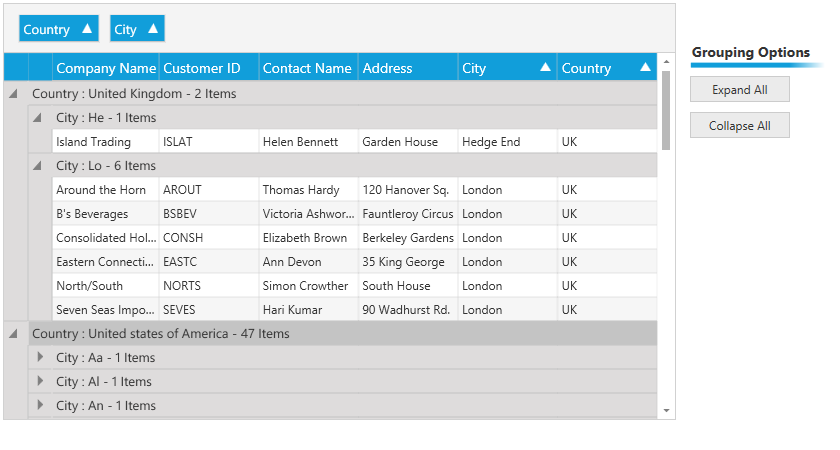 Country City
Grouping Options
Company Name Customer ID Contact Name Address City Country
Expand All
Country : United Kingdom - 2 Items
City : He - 1 Items
Collapse All
Island Trading ISLAT Helen Bennett Garden House Hedge End UK
City : Lo - 6 Items
Around the Horn AROUT Thomas Hardy 120 Hanover Sq. London UK
B's Beverages BSBEV Victoria Ashwor... Fauntleroy Circus London UK
Consolidated Hol... CONSH Elizabeth Brown Berkeley Gardens London UK
Eastern Connecti... EASTC Ann Devon 35 King George London UK
North/South NORTS Simon Crowther South House London UK
Seven Seas Impo... SEVES Hari Kumar 90 Wadhurst Rd. London UK
Country : United states of America - 47 Items
City : Aa - 1 Items
City : Al - 1 Items
City : An - 1 Items